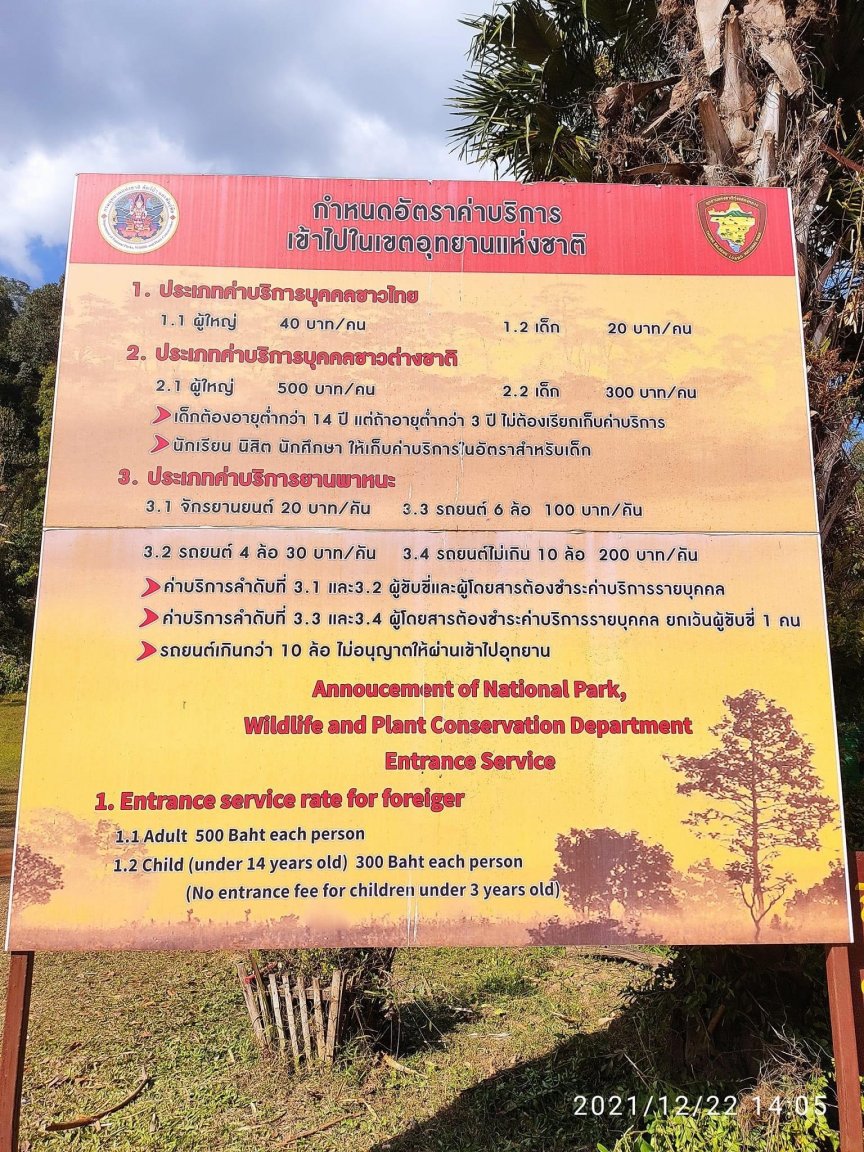 กำหนดอัตราค่าบริการ
เข้าไปในเขตอุทยานแห่งชาติ
1. ประเภทค่าบริการบุคคลชาวไทย
1.1 ผู้ใหญ่ 40 บาท/คน 1.2 เด็ก 20 บาท/คน
2. ประเภทค่าบริการบุคคลชาวต่างชาติ
2.1 ผู้ใหญ่ 500 บาท/คน 2.2 เด็ก 300 บาท/คน
เด็กต้องอายุต่ำกว่า 14 ปี แต่ถ้าอายุต่ำกว่า 3 ปี ไม่ต้องเรียกเก็บค่าบริการ
นักเรียน นิสิต นักศึกษา ให้เก็บค่าบริการในอัตราสำหรับเด็ก
3. ประเภทค่าบริการยานพาหนะ
3.1 จักรยานยนต์ 20 บาท/คัน 3.3 รถยนต์ 6 ล้อ 100 บาท/คัน
3.2 รถยนต์ 4 ล้อ 30 บาท/คัน 3.4 รถยนต์ไม่เกิน 10 ล้อ 200 บาท/คัน
ค่าบริการลำดับที่ 3.1 และ3.2 ผู้ขับขี่และผู้โดยสารต้องชำระค่าบริการรายบุคคล
ค่าบริการลำดับที่ 3.3 และ3.4 ผู้โดยสารต้องชำระค่าบริการรายบุคคล ยกเว้นผู้ขับขี่ 1 คน
รถยนต์เกินกว่า 10 ล้อ ไม่อนุญาตให้ผ่านเข้าไปอุทยาน
Annoucement of National Park,
Wildlife and Plant Conservation Department
Entrance Service
1. Entrance service rate for foreiger
1.1 Adult 500 Baht each person
1.2 Child (under 14 years old) 300 Baht each person
(No entrance fee for children under 3 years old)
2021/12/22 14:05